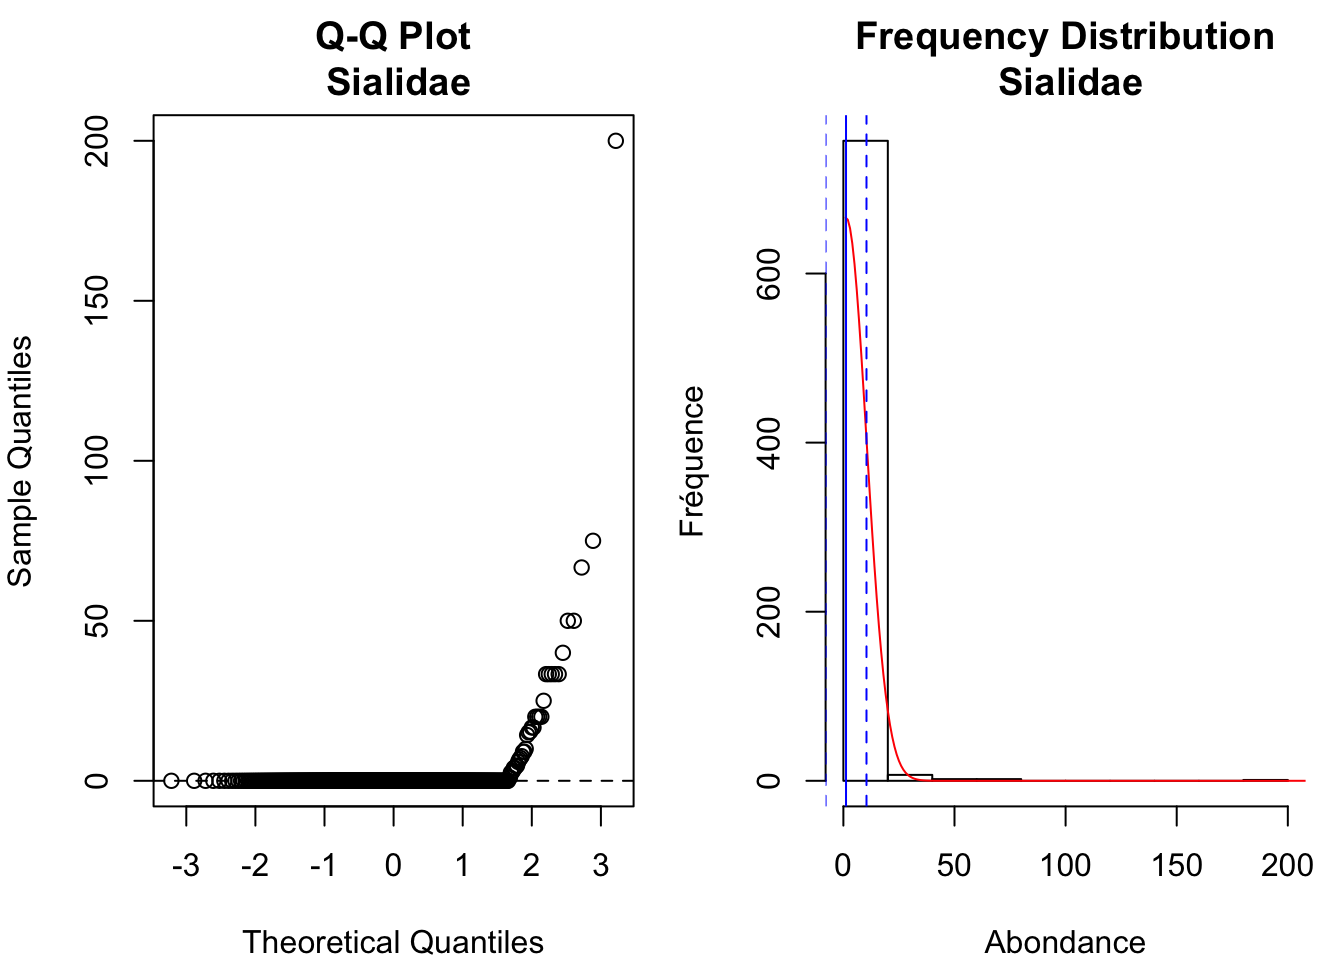 Q-Q Plot
Sialidae
Sample Quantiles
200
150
100
50
0
-3 -2 -1 0 1 2 3
Theoretical Quantiles
Frequency Distribution
Sialidae
Fréquence
600
400
200
0
0 50 100 150 200
Abondance